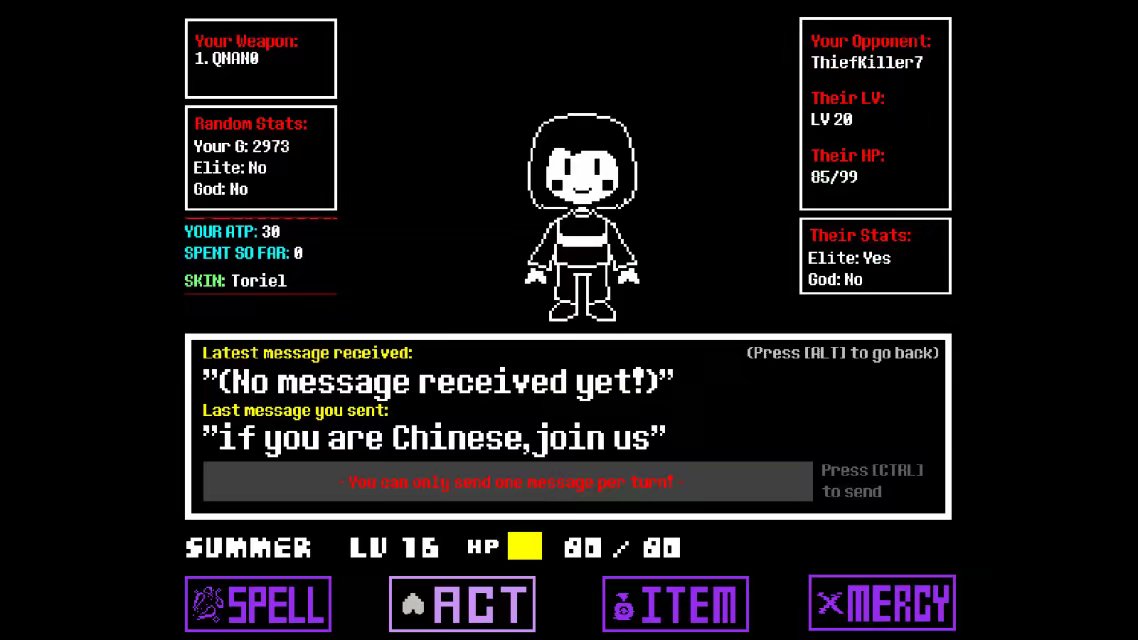 Your Weapon:
1. QNAN0
Random Stats:
Your G: 2973
Elite: No
God: No
YOUR ATP: 30
SPENT SO FAR: 0
SKIN: Toriel
Your Opponent:
ThiefKiller7
Their LV:
LV 20
Their HP:
85/99
Their Stats:
Elite: Yes
God: No
Latest message received:
(Press [ALT] to go back)
"(No message received yet!)"
Last message you sent:
"if you are Chinese,join us"
- You can only send one message per turn! -
Press [CTRL]
to send
SUMMER LV 16 HP 80 / 80
SPELL ACT ITEM MERCY